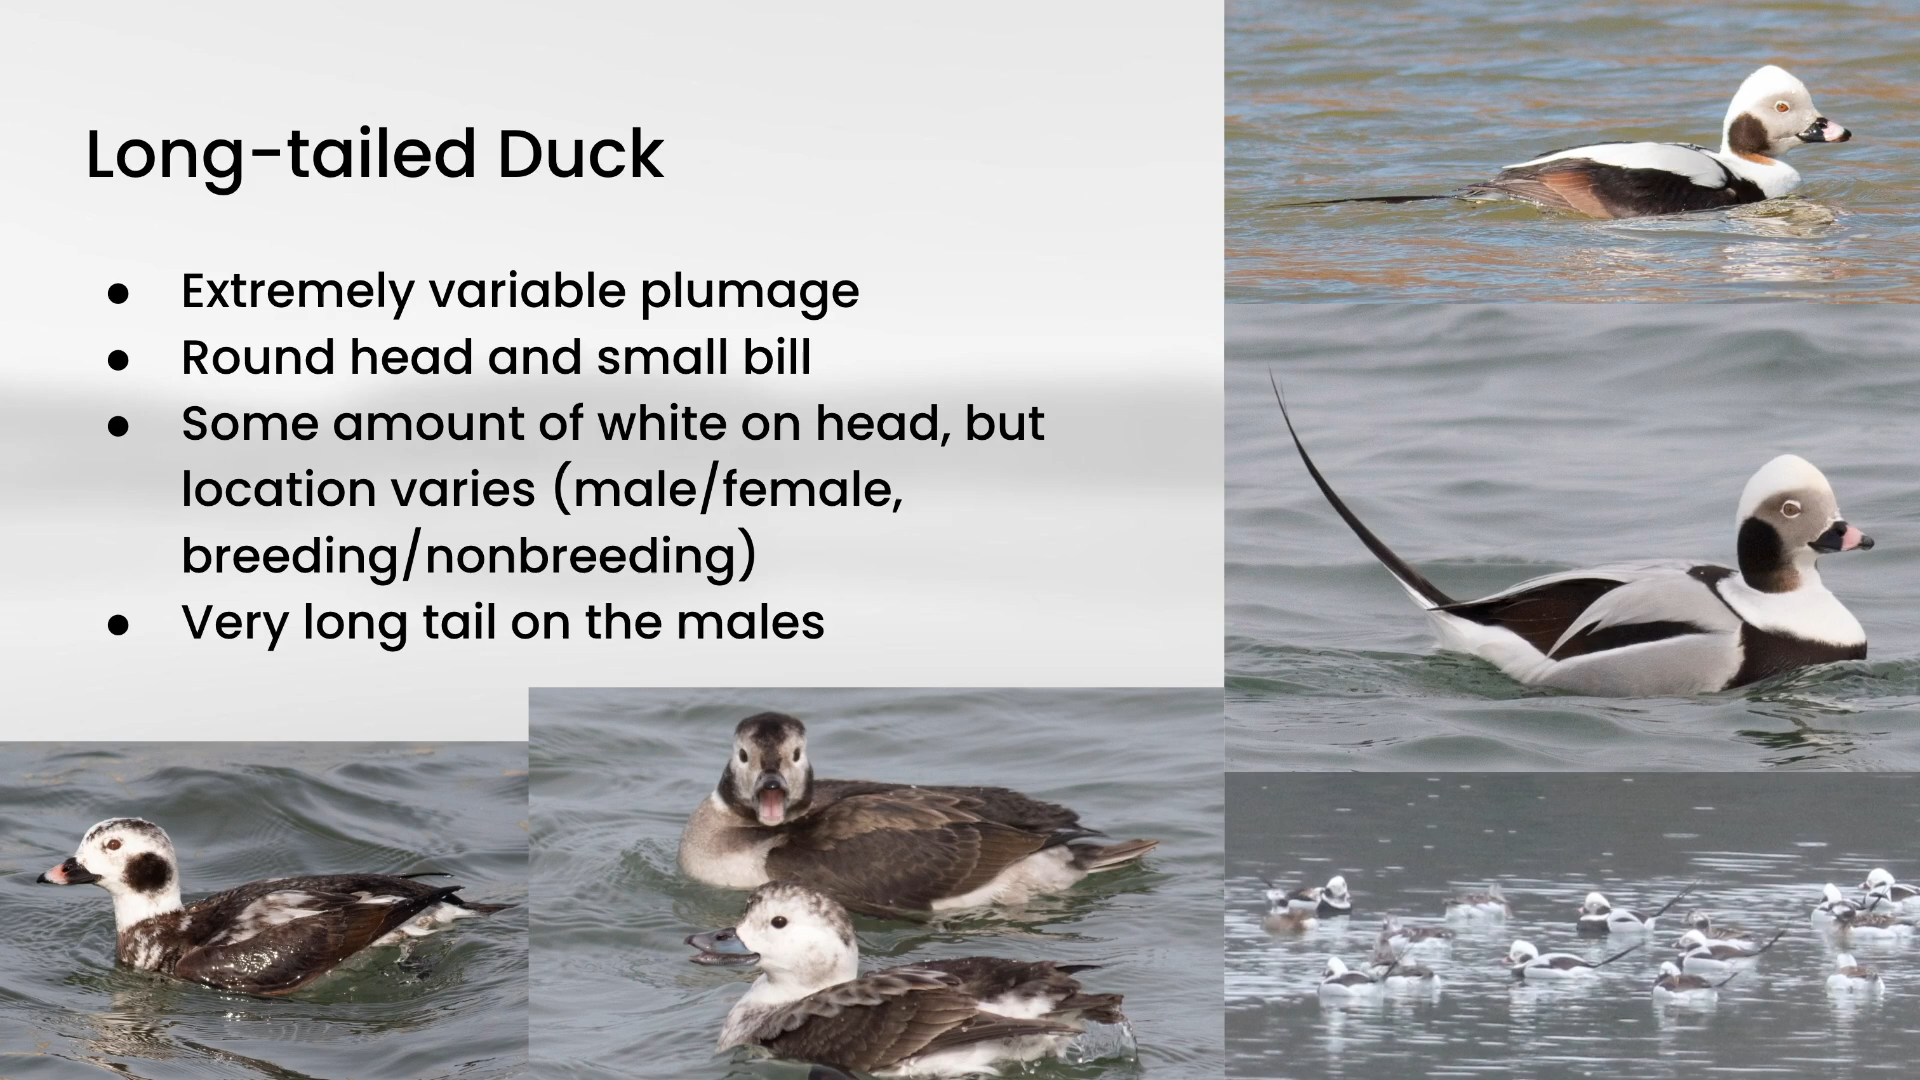 Long-tailed Duck
● Extremely variable plumage
● Round head and small bill
● Some amount of white on head, but
location varies (male/female,
breeding/nonbreeding)
● Very long tail on the males